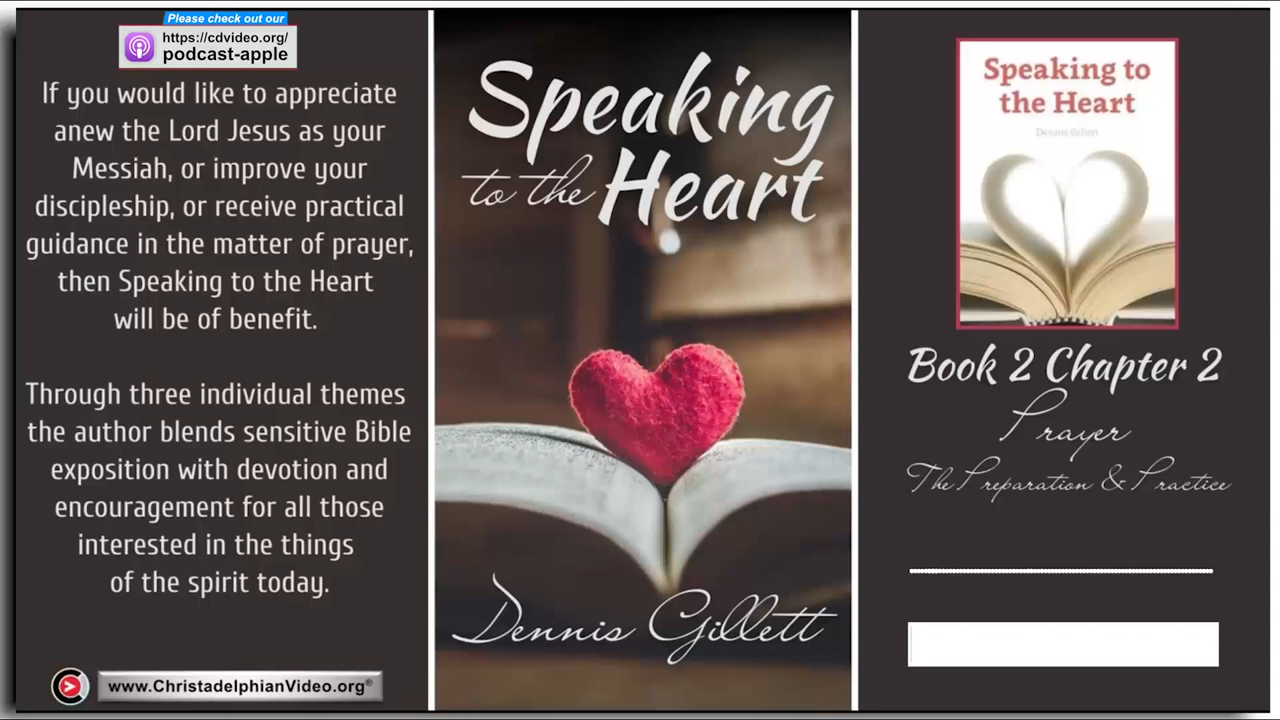 Please check out our
https://cdvideo.org/
podcast-apple
If you would like to appreciate
anew the Lord Jesus as your
Messiah, or improve your
discipleship, or receive practical
guidance in the matter of prayer,
then Speaking to the Heart
will be of benefit.
Through three individual themes
the author blends sensitive Bible
exposition with devotion and
encouragement for all those
interested in the things
of the spirit today.
www.ChristadelphianVideo.org®
Speaking
to the Heart
Dennis Gillett
Speaking to
the Heart
Dennis Gillett
Book 2 Chapter 2
Prayer
The Preparation & Practice